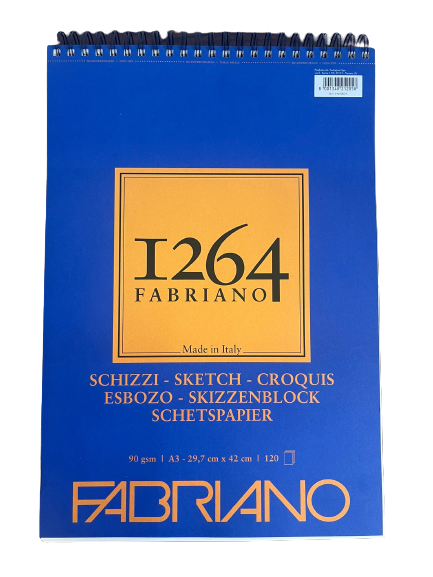 1264
FABRIANO
Made in Italy
SCHIZZI - SKETCH - CROQUIS
ESBOZO - SKIZZENBLOCK
SCHETSPAPIER
90 gsm | A3 - 29,7 cm x 42 cm | 120
FABRIANO